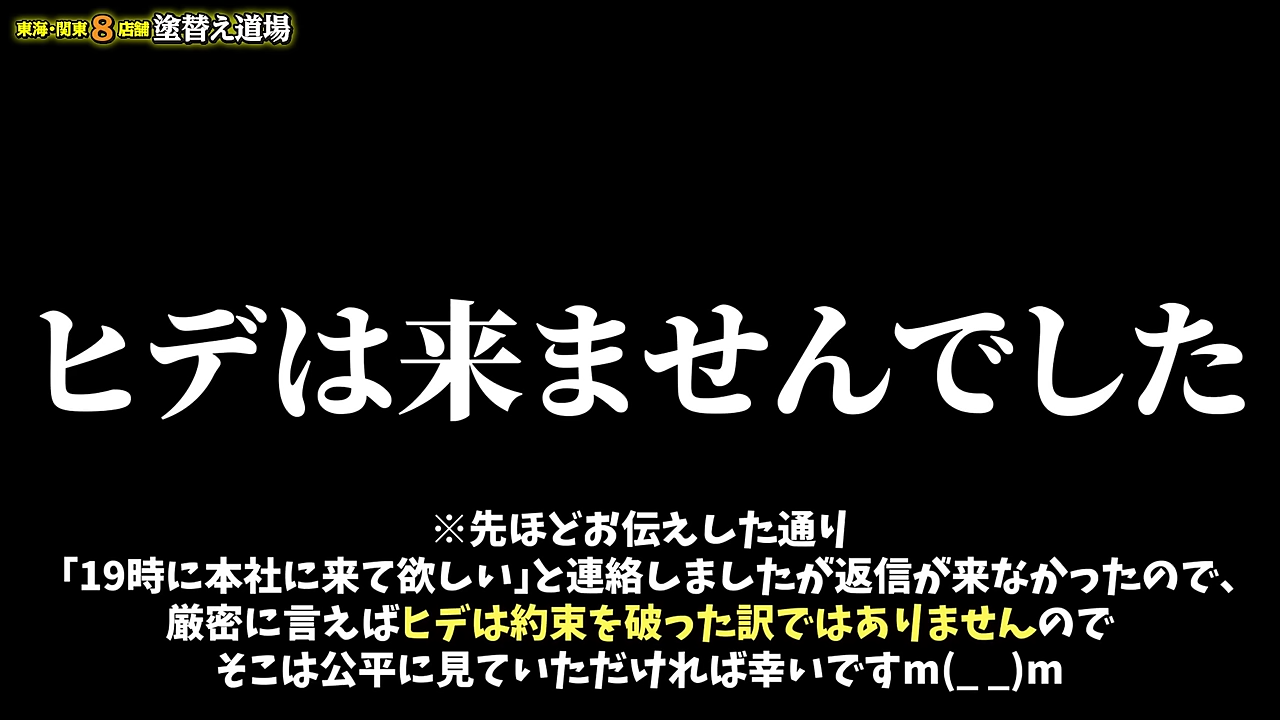 東海・関東8店舗塗替え道場
ヒデは来ませんでした
※先ほどお伝えした通り
「19時に本社に来て欲しい」と連絡しましたが返信が来なかったので、
厳密に言えばヒデは約束を破った訳ではありませんので
そこは公平に見ていただければ幸いですm(_ _)m